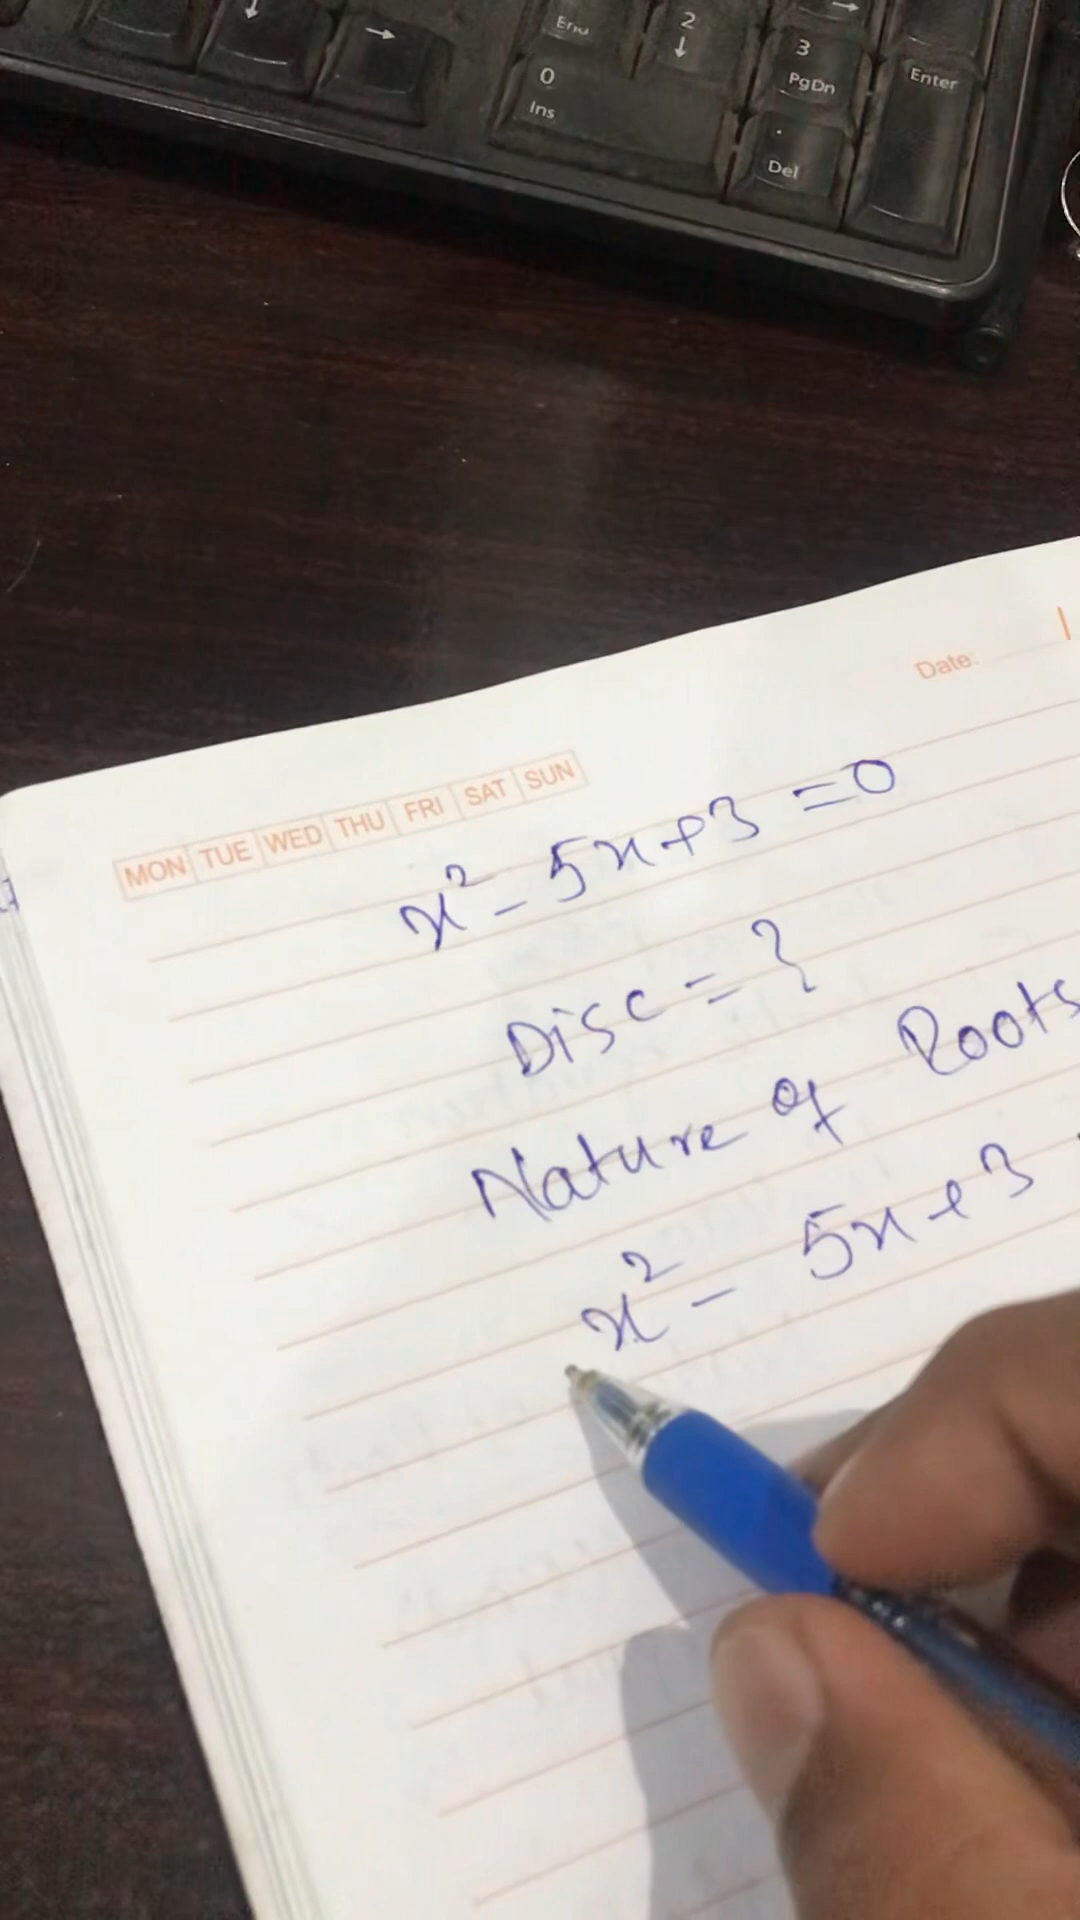 End
2
3
PgDn
Enter
0
Ins
.
Del
Date:
MON TUE WED THU FRI SAT SUN
x² - 5x + 3 = 0
Disc = ?
Nature of Roots
x² - 5x + 3